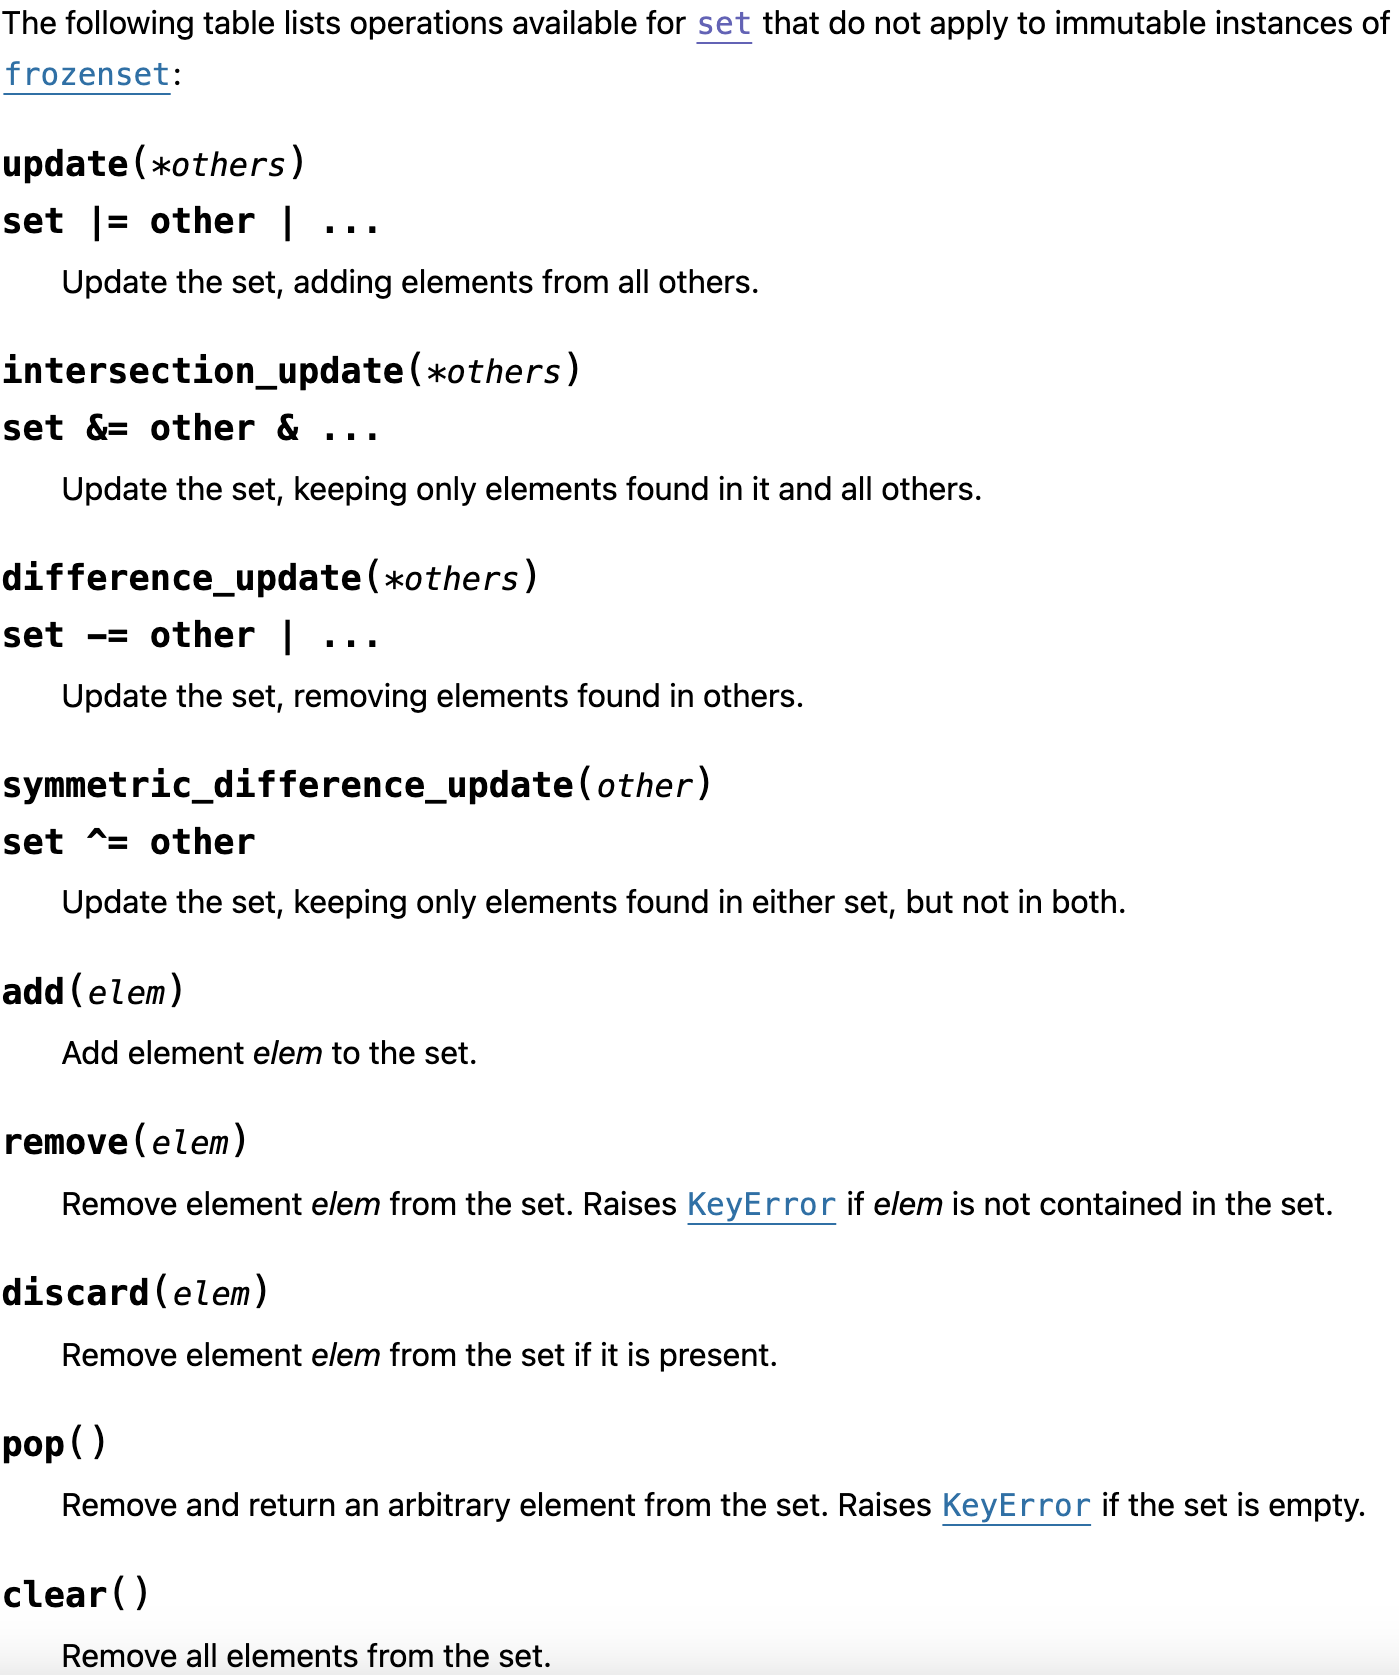 The following table lists operations available for set that do not apply to immutable instances of
frozenset:
update(*others)
set |= other | ...
Update the set, adding elements from all others.
intersection_update(*others)
set &= other & ...
Update the set, keeping only elements found in it and all others.
difference_update(*others)
set -= other | ...
Update the set, removing elements found in others.
symmetric_difference_update(other)
set ^= other
Update the set, keeping only elements found in either set, but not in both.
add(elem)
Add element elem to the set.
remove(elem)
Remove element elem from the set. Raises KeyError if elem is not contained in the set.
discard(elem)
Remove element elem from the set if it is present.
pop()
Remove and return an arbitrary element from the set. Raises KeyError if the set is empty.
clear()
Remove all elements from the set.